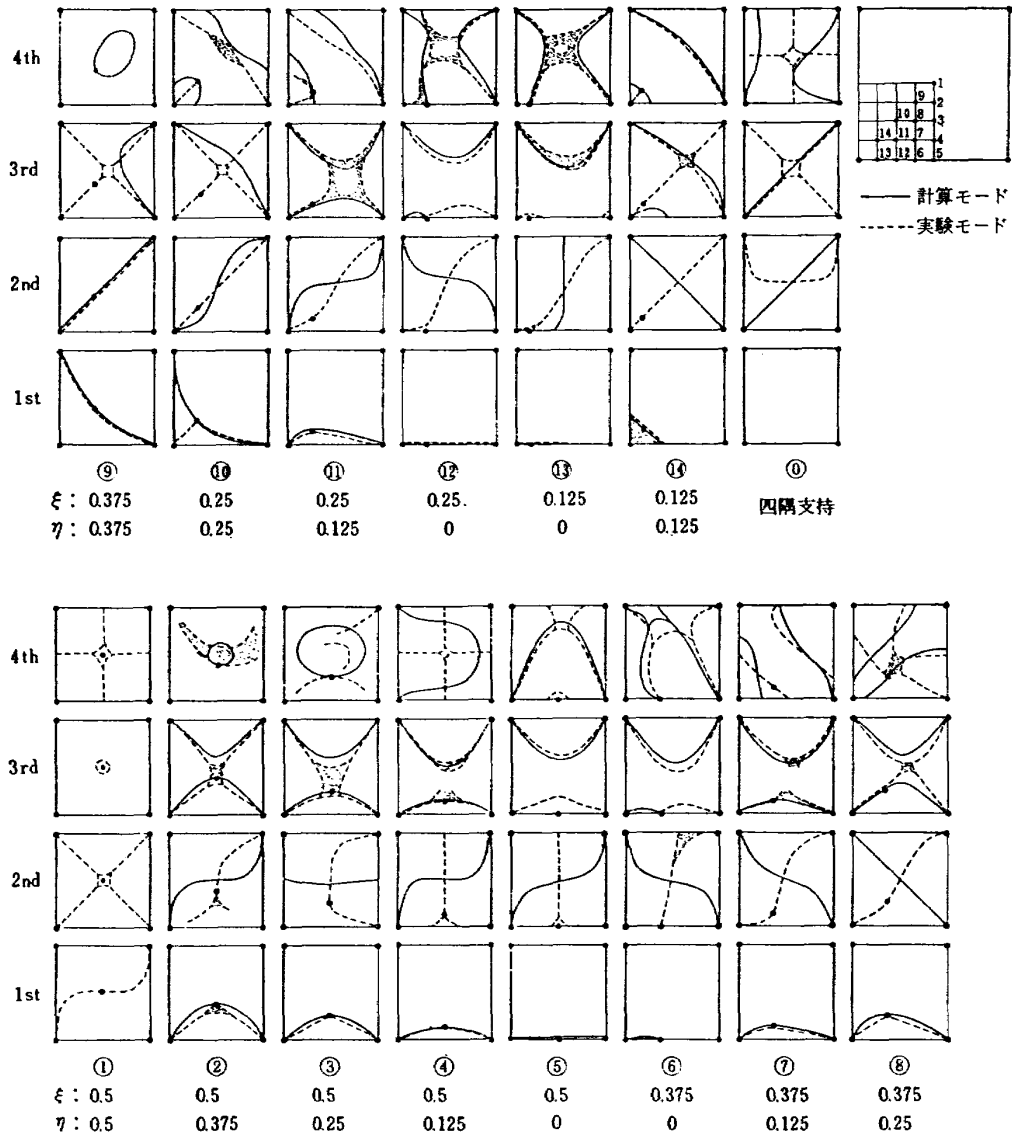 4th
3rd
2nd
1st
1
9 2
10 8 3
14 11 7 4
13 12 6 5
計算モード
実験モード
⑨ ⑩ ⑪ ⑫ ⑬ ⑭ ⓪
ξ : 0.375 0.25 0.25 0.25. 0.125 0.125 四隅支持
η : 0.375 0.25 0.125 0 0 0.125
4th
3rd
2nd
1st
① ② ③ ④ ⑤ ⑥ ⑦ ⑧
ξ : 0.5 0.5 0.5 0.5 0.5 0.375 0.375 0.375
η : 0.5 0.375 0.25 0.125 0 0 0.125 0.25